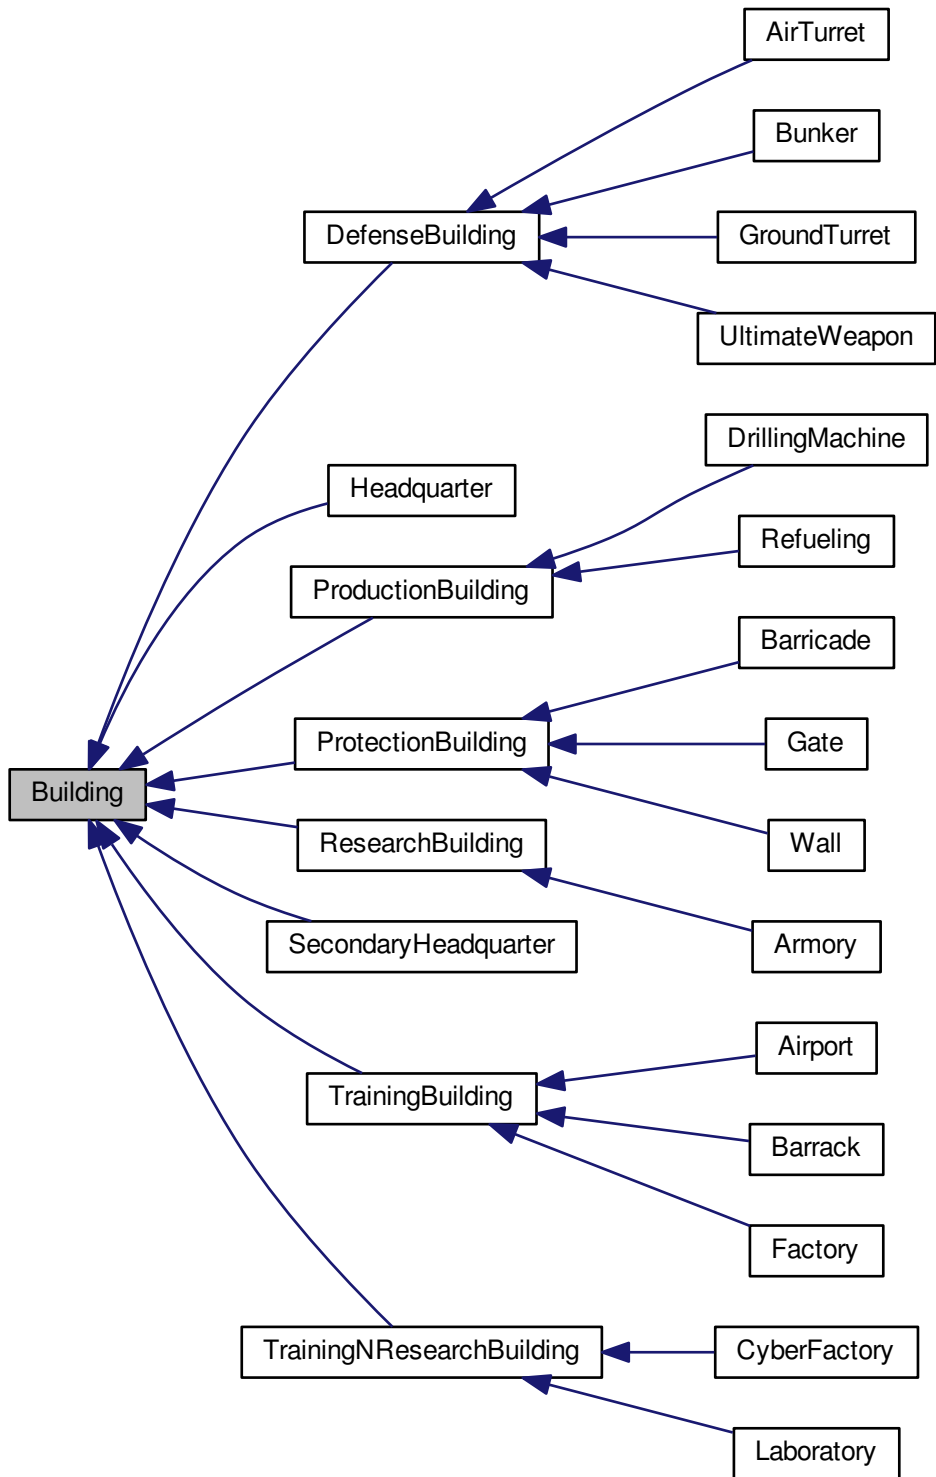 AirTurret
Bunker
DefenseBuilding
GroundTurret
UltimateWeapon
DrillingMachine
Headquarter
Refueling
ProductionBuilding
Barricade
ProtectionBuilding
Gate
Building
Wall
ResearchBuilding
SecondaryHeadquarter
Armory
Airport
TrainingBuilding
Barrack
Factory
TrainingNResearchBuilding
CyberFactory
Laboratory